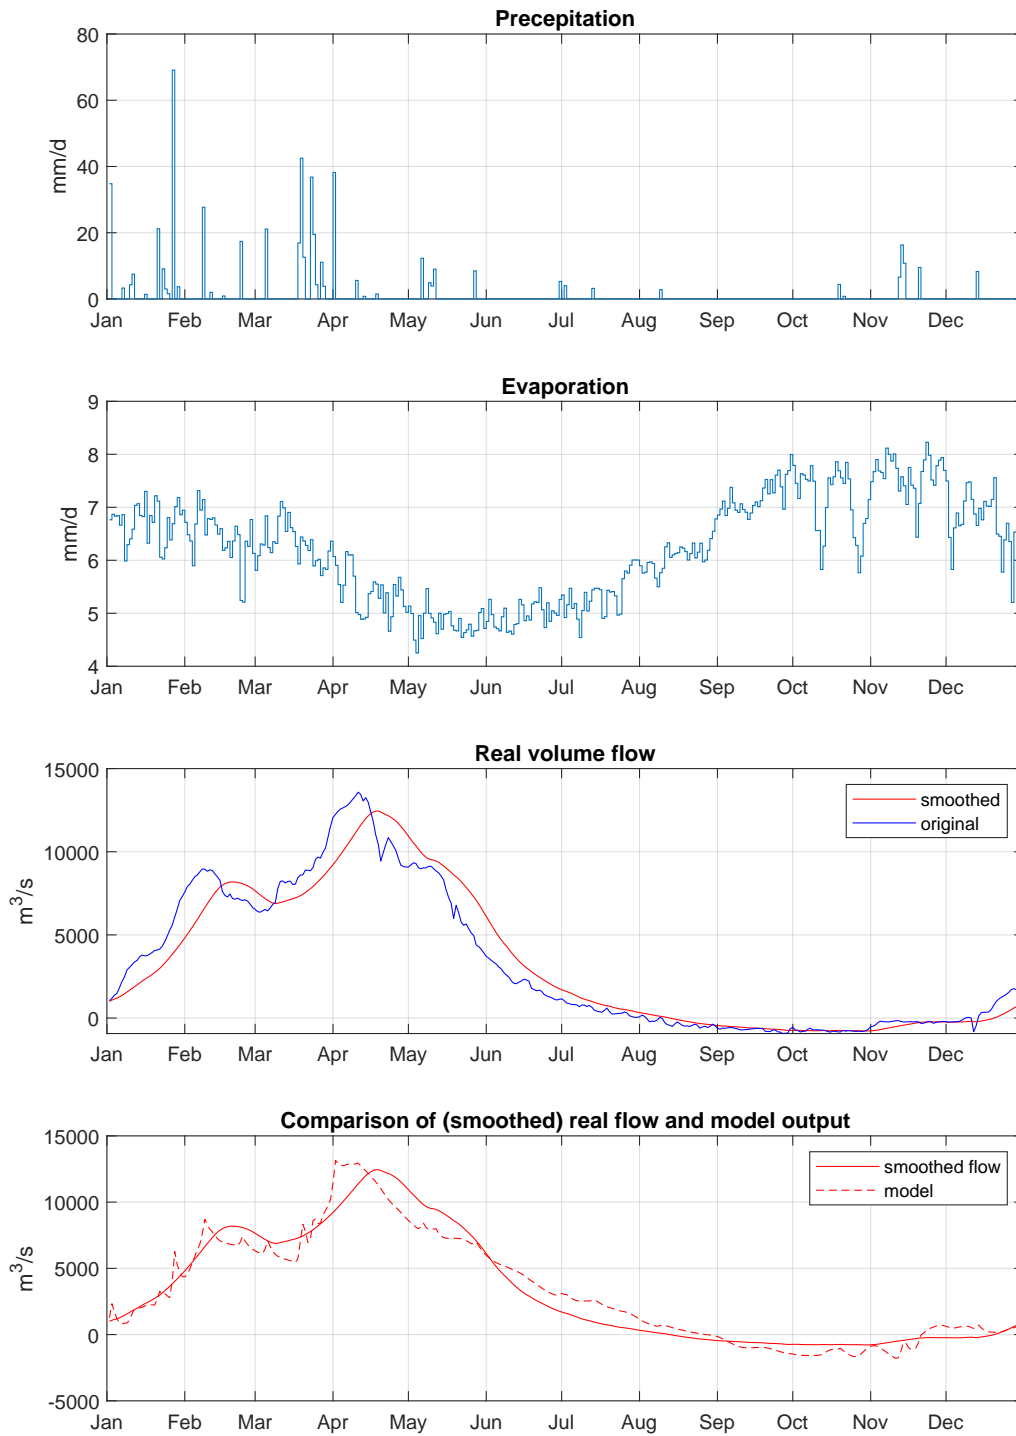 Precepitation
mm/d
80
60
40
20
0
Jan Feb Mar Apr May Jun Jul Aug Sep Oct Nov Dec
Evaporation
mm/d
9
8
7
6
5
4
Jan Feb Mar Apr May Jun Jul Aug Sep Oct Nov Dec
Real volume flow
m³/s
15000
10000
5000
0
smoothed
original
Jan Feb Mar Apr May Jun Jul Aug Sep Oct Nov Dec
Comparison of (smoothed) real flow and model output
m³/s
15000
10000
5000
0
-5000
smoothed flow
model
Jan Feb Mar Apr May Jun Jul Aug Sep Oct Nov Dec